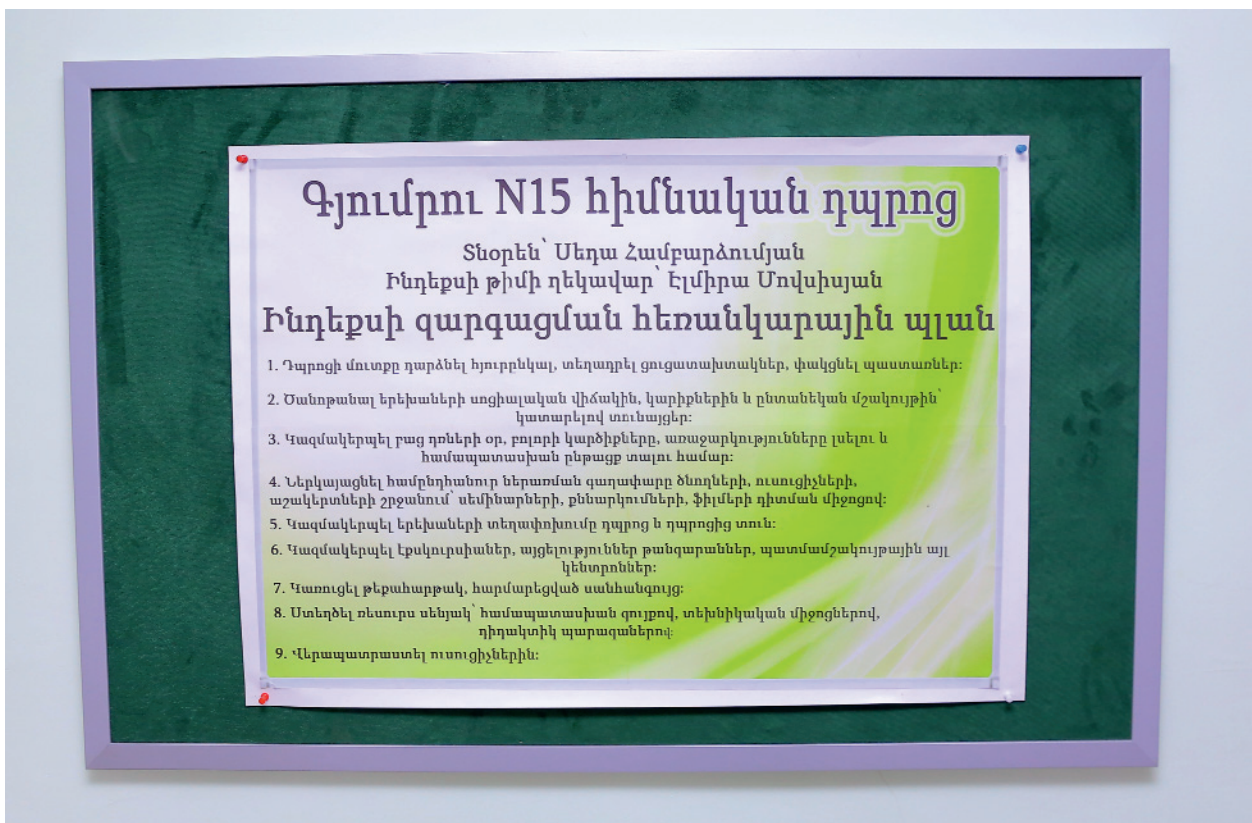 Գյումրու N15 հիմնական դպրոց
Տնօրեն՝ Սեդա Համբարձումյան
Ինդեքսի թիմի ղեկավար՝ Էլմիրա Մովսիսյան
Ինդեքսի զարգացման հեռանկարային պլան
1. Դպրոցի մուտքը դարձնել հյուրընկալ, տեղադրել ցուցատախտակներ, փակցնել պաստառներ:
2. Ծանոթանալ երեխաների սոցիալական վիճակին, կարիքներին և ընտանեկան մշակույթին՝
կատարելով տունայցեր:
3. Կազմակերպել բաց դռների օր, բոլորի կարծիքները, առաջարկությունները լսելու և
համապատասխան ընթացք տալու համար:
4. Ներկայացնել համընդհանուր ներառման գաղափարը ծնողների, ուսուցիչների,
աշակերտների շրջանում՝ սեմինարների, քննարկումների, ֆիլմերի դիտման միջոցով:
5. Կազմակերպել երեխաների տեղափոխումը դպրոց և դպրոցից տուն:
6. Կազմակերպել էքսկուրսիաներ, այցելություններ թանգարաններ, պատմամշակութային այլ
կենտրոններ:
7. Կառուցել թեքահարթակ, հարմարեցված սանհանգույց:
8. Ստեղծել ռեսուրս սենյակ՝ համապատասխան գույքով, տեխնիկական միջոցներով,
դիդակտիկ պարագաներով:
9. Վերապատրաստել ուսուցիչներին: